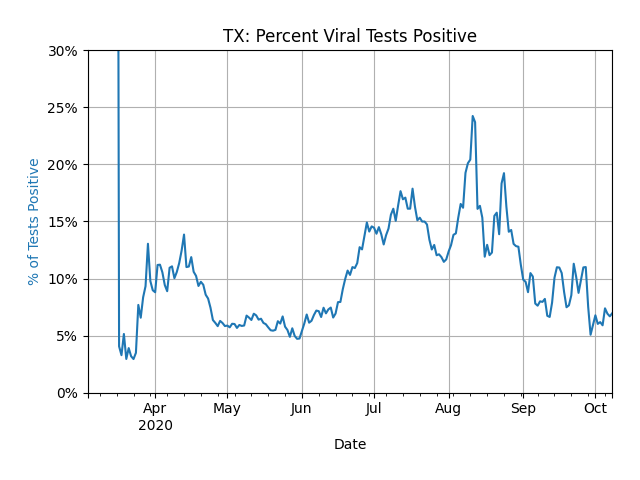 TX: Percent Viral Tests Positive
30%
25%
20%
15%
10%
5%
0%
% of Tests Positive
Apr May Jun Jul Aug Sep Oct
2020
Date